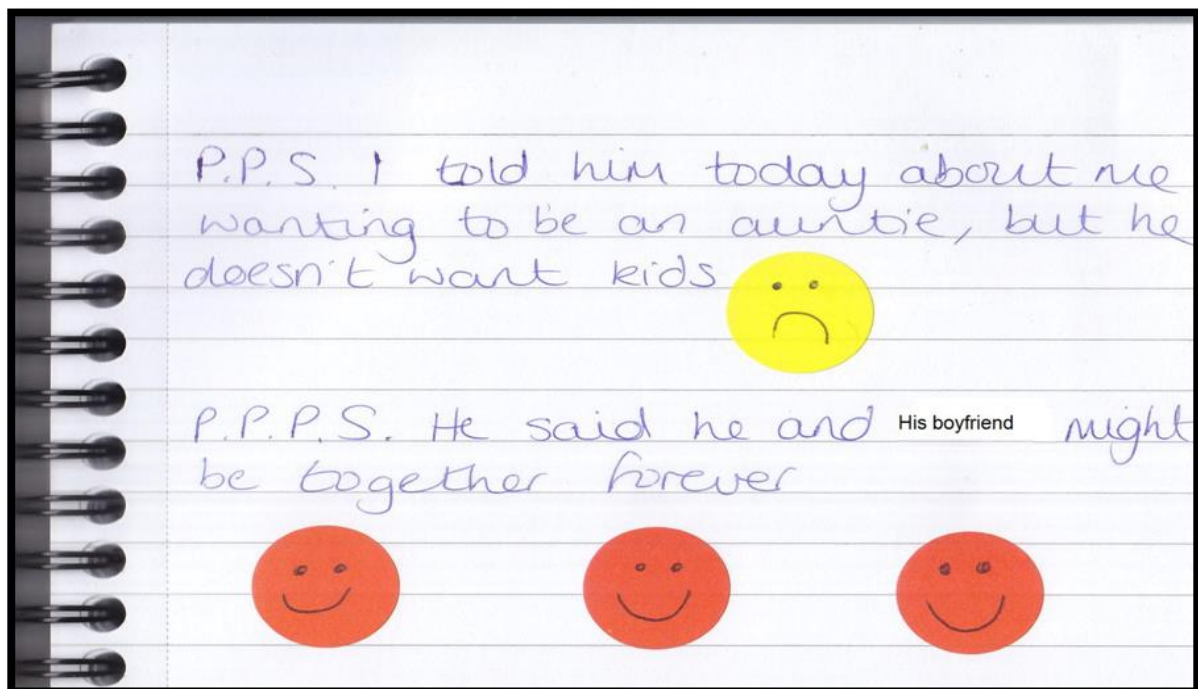 P.P.S. I told him today about me
wanting to be an auntie, but he
doesn't want kids
P.P.P.S. He said he and His boyfriend might
be together forever